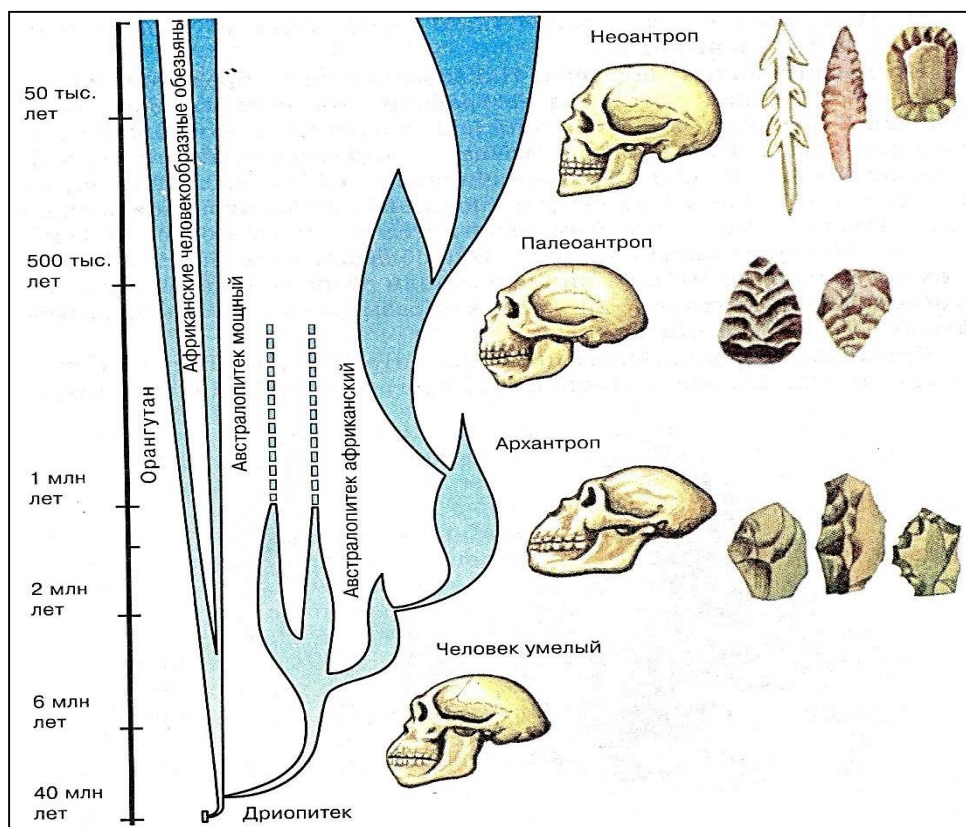 50 тыс.
лет
500 тыс.
лет
1 млн
лет
2 млн
лет
6 млн
лет
40 млн
лет
Орангутан
Африканские человекообразные обезьяны
Австралопитек мощный
Австралопитек африканский
Неоантроп
Палеоантроп
Архантроп
Человек умелый
Дриопитек